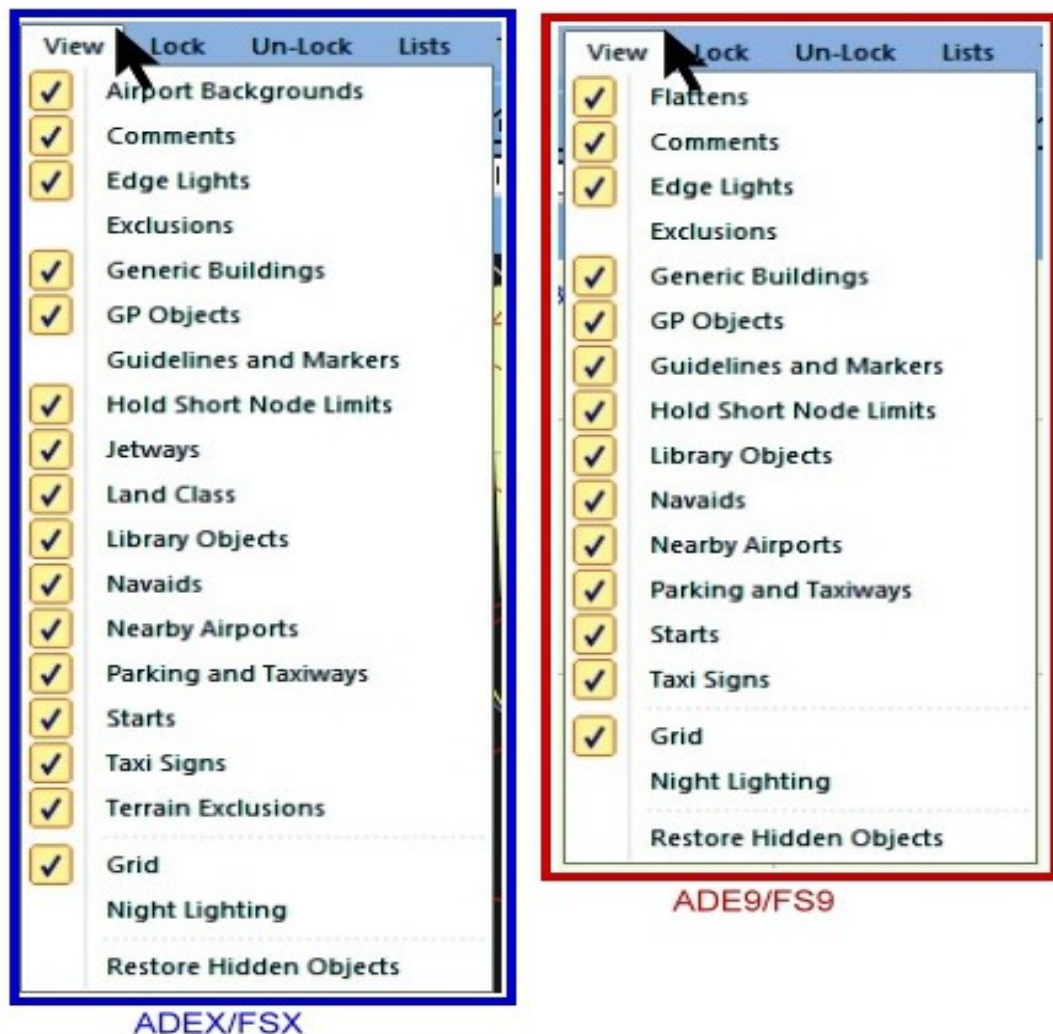 View Lock Un-Lock Lists
Airport Backgrounds
Comments
Edge Lights
Exclusions
Generic Buildings
GP Objects
Guidelines and Markers
Hold Short Node Limits
Jetways
Land Class
Library Objects
Navaids
Nearby Airports
Parking and Taxiways
Starts
Taxi Signs
Terrain Exclusions
Grid
Night Lighting
Restore Hidden Objects
ADEX/FSX
View Lock Un-Lock Lists
Flattens
Comments
Edge Lights
Exclusions
Generic Buildings
GP Objects
Guidelines and Markers
Hold Short Node Limits
Library Objects
Navaids
Nearby Airports
Parking and Taxiways
Starts
Taxi Signs
Grid
Night Lighting
Restore Hidden Objects
ADE9/FS9